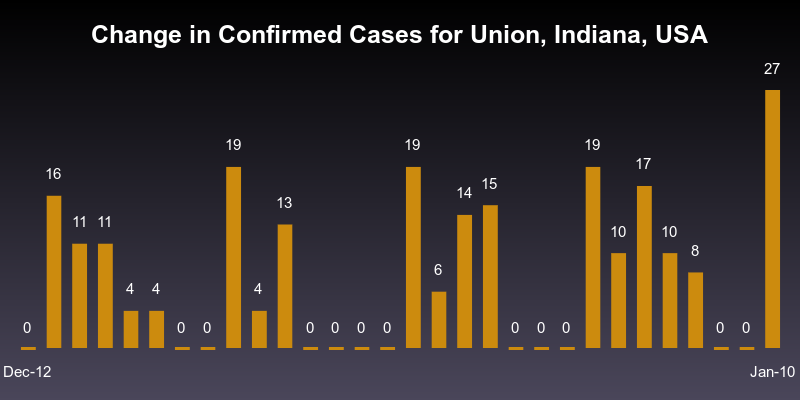 Change in Confirmed Cases for Union, Indiana, USA
0 16 11 11 4 4 0 0 19 4 13 0 0 0 0 19 6 14 15 0 0 0 19 10 17 10 8 0 0 27
Dec-12 Jan-10